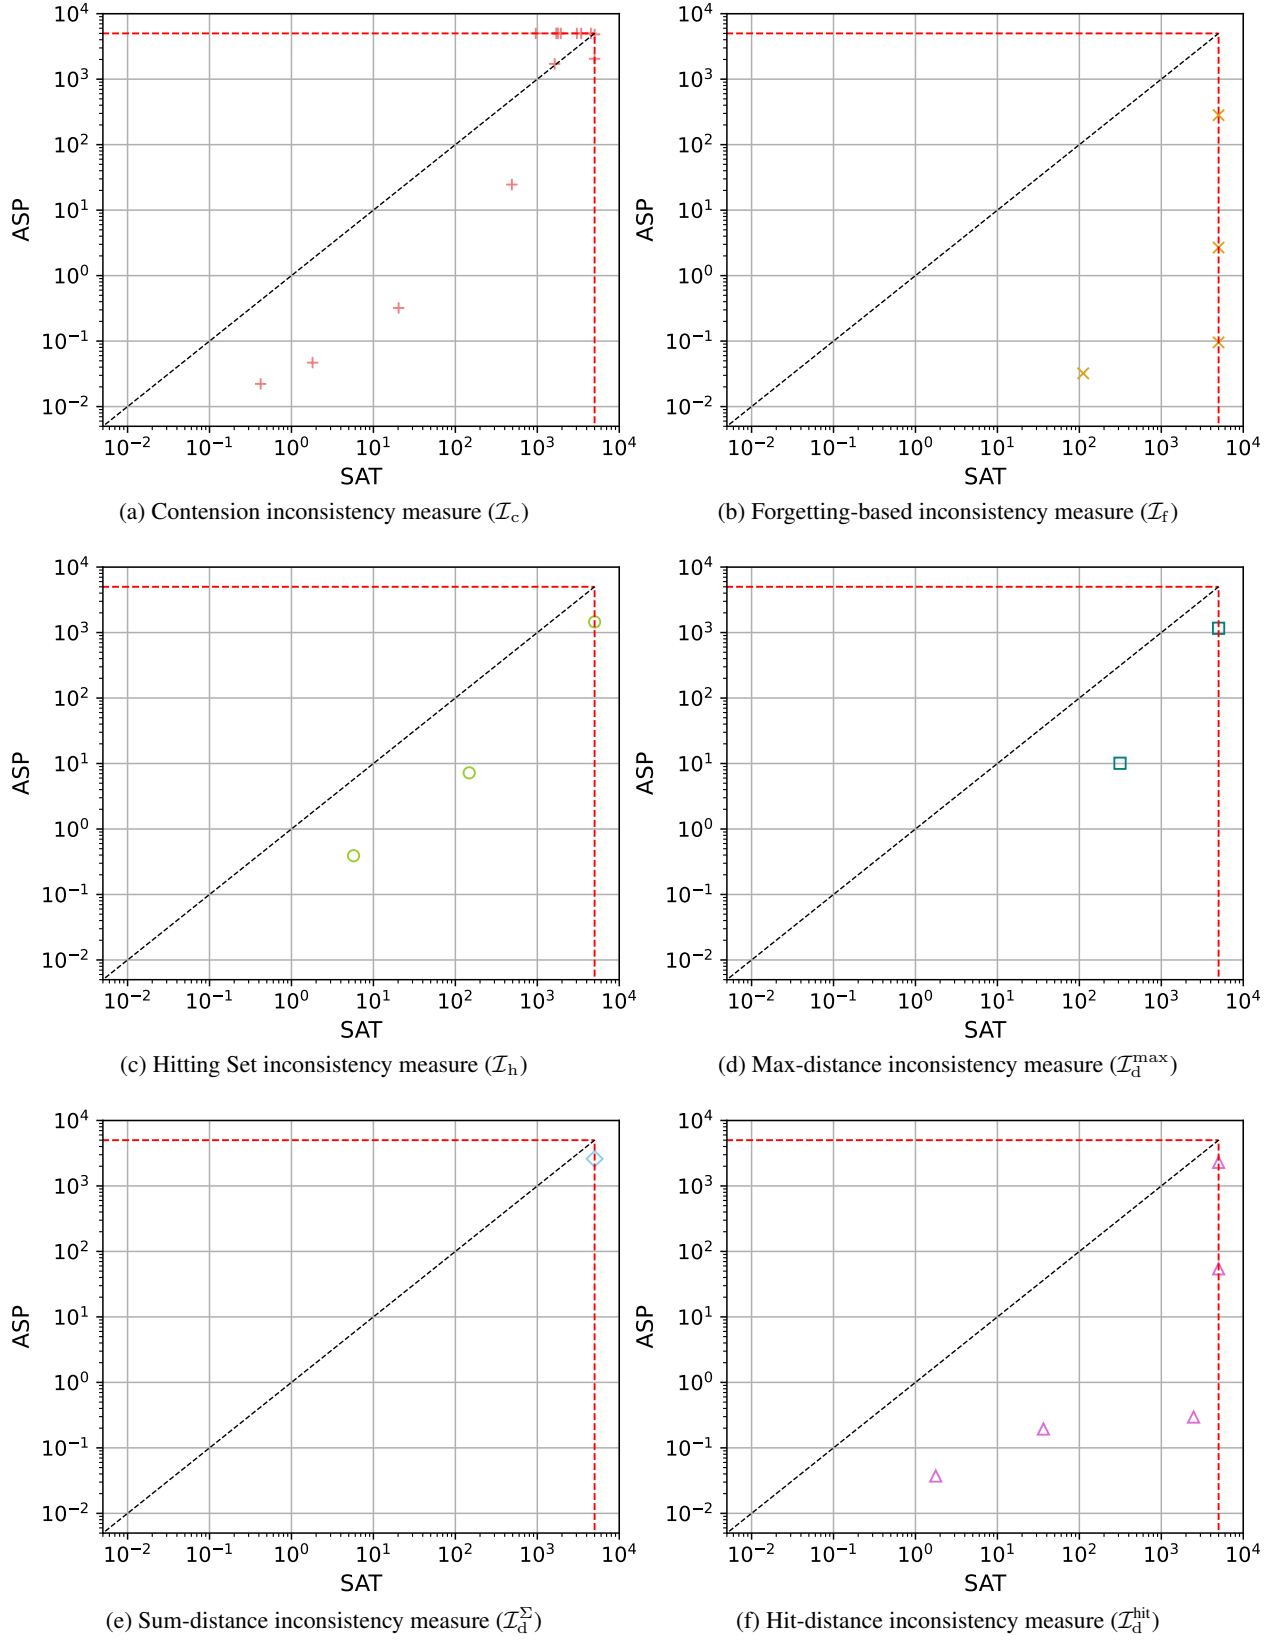 10^4 10^4
10^3 10^3
10^2 10^2
10^1 10^1
ASP ASP
10^0 10^0
10^−1 10^−1
10^−2 10^−2
10^−2 10^−1 10^0 10^1 10^2 10^3 10^4 10^−2 10^−1 10^0 10^1 10^2 10^3 10^4
SAT SAT
(a) Contension inconsistency measure (ℐ_c) (b) Forgetting-based inconsistency measure (ℐ_f)
10^4 10^4
10^3 10^3
10^2 10^2
10^1 10^1
ASP ASP
10^0 10^0
10^−1 10^−1
10^−2 10^−2
10^−2 10^−1 10^0 10^1 10^2 10^3 10^4 10^−2 10^−1 10^0 10^1 10^2 10^3 10^4
SAT SAT
(c) Hitting Set inconsistency measure (ℐ_h) (d) Max-distance inconsistency measure (ℐ_d^max)
10^4 10^4
10^3 10^3
10^2 10^2
10^1 10^1
ASP ASP
10^0 10^0
10^−1 10^−1
10^−2 10^−2
10^−2 10^−1 10^0 10^1 10^2 10^3 10^4 10^−2 10^−1 10^0 10^1 10^2 10^3 10^4
SAT SAT
(e) Sum-distance inconsistency measure (ℐ_d^Σ) (f) Hit-distance inconsistency measure (ℐ_d^hit)